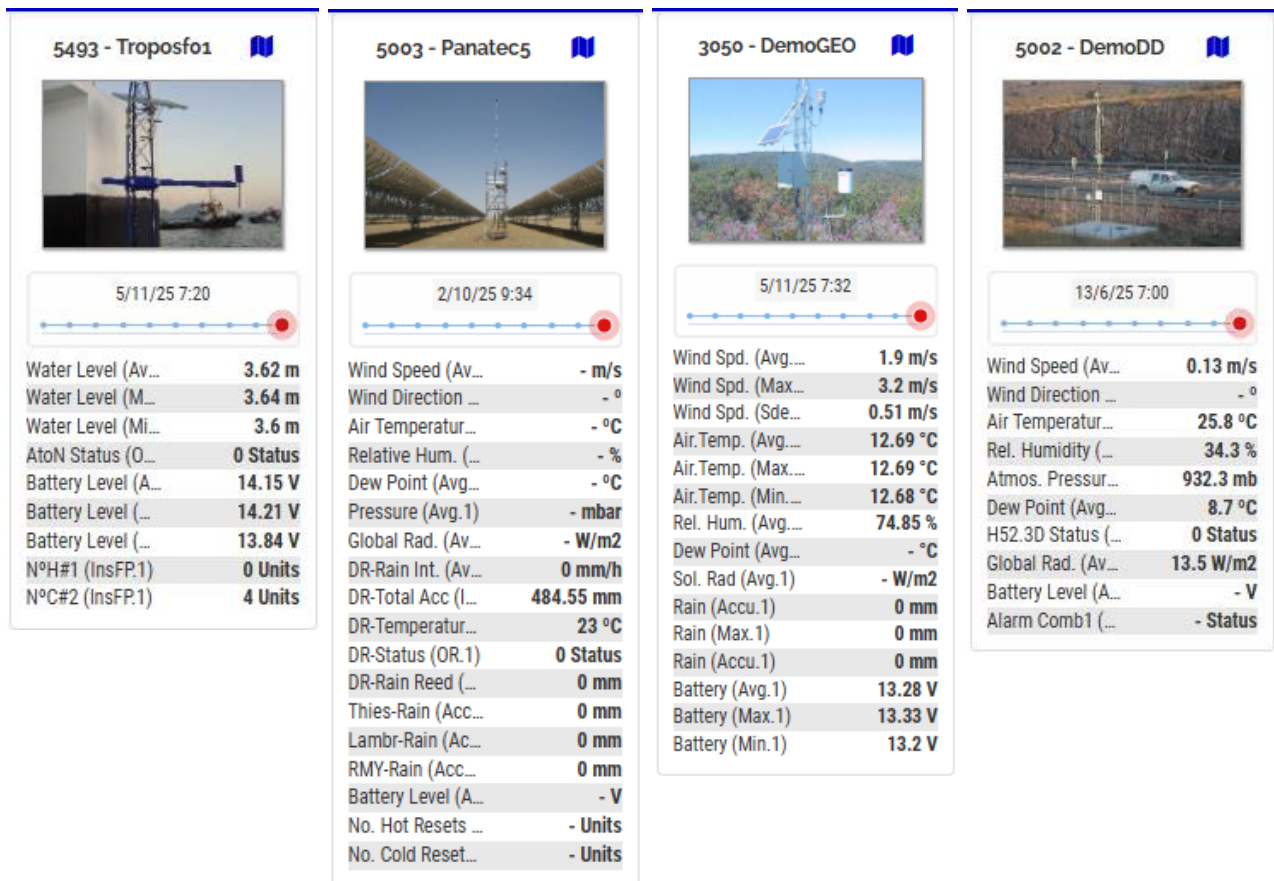 5493 - Troposf01
5/11/25 7:20
Water Level (Av... 3.62 m
Water Level (M... 3.64 m
Water Level (Mi... 3.6 m
AtoN Status (O... 0 Status
Battery Level (A... 14.15 V
Battery Level (... 14.21 V
Battery Level (... 13.84 V
NºH#1 (InsFP.1) 0 Units
NºC#2 (InsFP.1) 4 Units
5003 - Panatec5
2/10/25 9:34
Wind Speed (Av... - m/s
Wind Direction ... - º
Air Temperatur... - ºC
Relative Hum. (... - %
Dew Point (Avg... - ºC
Pressure (Avg.1) - mbar
Global Rad. (Av... - W/m2
DR-Rain Int. (Av... 0 mm/h
DR-Total Acc (I... 484.55 mm
DR-Temperatur... 23 ºC
DR-Status (OR.1) 0 Status
DR-Rain Reed (... 0 mm
Thies-Rain (Acc... 0 mm
Lambr-Rain (Ac... 0 mm
RMY-Rain (Acc... 0 mm
Battery Level (A... - V
No. Hot Resets ... - Units
No. Cold Reset... - Units
3050 - DemoGEO
5/11/25 7:32
Wind Spd. (Avg.... 1.9 m/s
Wind Spd. (Max... 3.2 m/s
Wind Spd. (Sde... 0.51 m/s
Air.Temp. (Avg.... 12.69 °C
Air.Temp. (Max.... 12.69 °C
Air.Temp. (Min.... 12.68 °C
Rel. Hum. (Avg.... 74.85 %
Dew Point (Avg... - °C
Sol. Rad (Avg.1) - W/m2
Rain (Accu.1) 0 mm
Rain (Max.1) 0 mm
Rain (Accu.1) 0 mm
Battery (Avg.1) 13.28 V
Battery (Max.1) 13.33 V
Battery (Min.1) 13.2 V
5002 - DemoDD
13/6/25 7:00
Wind Speed (Av... 0.13 m/s
Wind Direction ... - º
Air Temperatur... 25.8 ºC
Rel. Humidity (... 34.3 %
Atmos. Pressur... 932.3 mb
Dew Point (Avg... 8.7 ºC
H52.3D Status (... 0 Status
Global Rad. (Av... 13.5 W/m2
Battery Level (A... - V
Alarm Comb1 (... - Status